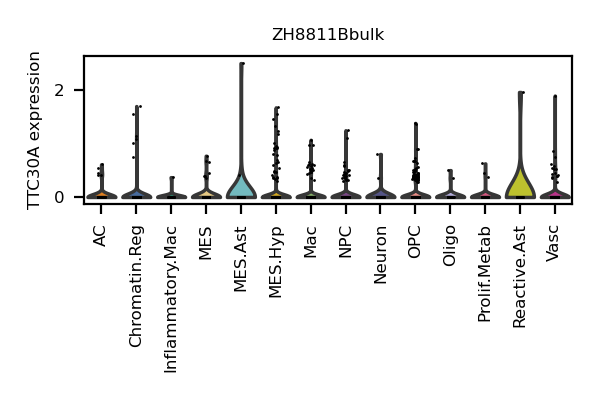 ZH8811Bbulk
TTC30A expression
2
0
AC
Chromatin.Reg
Inflammatory.Mac
MES
MES.Ast
MES.Hyp
Mac
NPC
Neuron
OPC
Oligo
Prolif.Metab
Reactive.Ast
Vasc